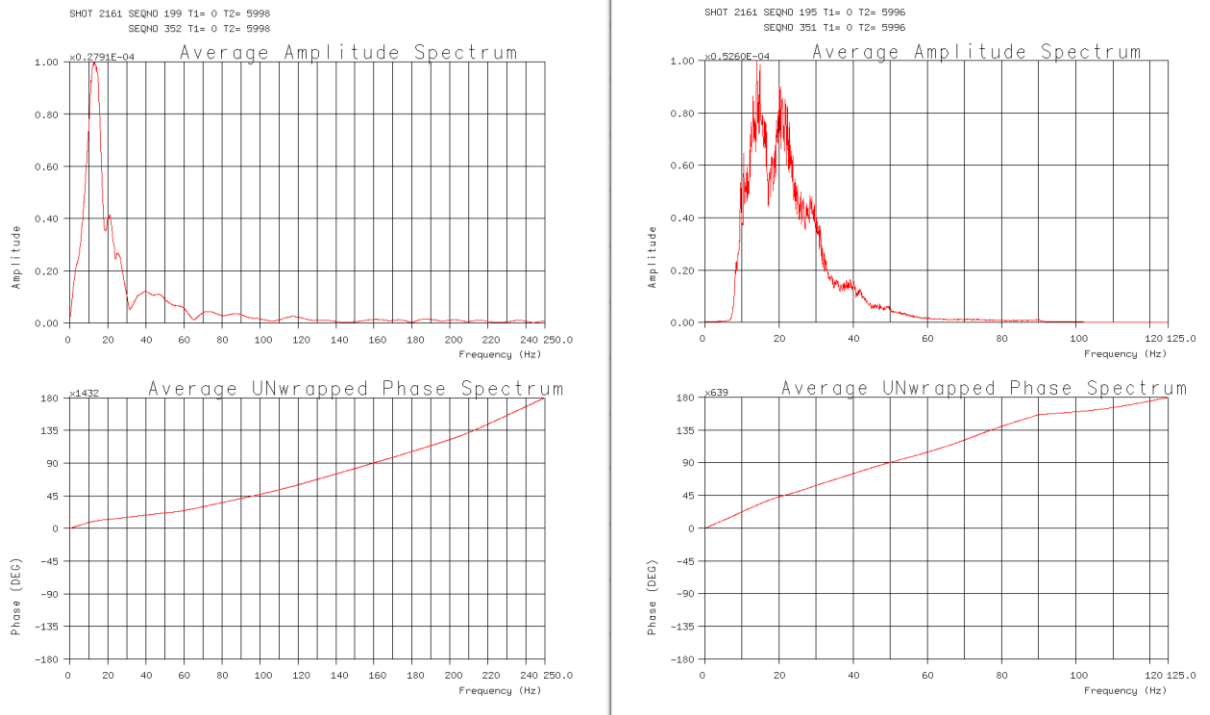 SHOT 2161 SEQNO 199 T1= 0 T2= 5998
SEQNO 352 T1= 0 T2= 5998
x0.2791E-04
Average Amplitude Spectrum
1.00
0.80
0.60
0.40
0.20
0.00
Amplitude
0 20 40 60 80 100 120 140 160 180 200 220 240 250.0
Frequency (Hz)
x1432
Average UNwrapped Phase Spectrum
180
135
90
45
0
-45
-90
-135
-180
Phase (DEG)
0 20 40 60 80 100 120 140 160 180 200 220 240 250.0
Frequency (Hz)
SHOT 2161 SEQNO 195 T1= 0 T2= 5996
SEQNO 351 T1= 0 T2= 5996
x0.5260E-04
Average Amplitude Spectrum
1.00
0.80
0.60
0.40
0.20
0.00
Amplitude
0 20 40 60 80 100 120 125.0
Frequency (Hz)
x639
Average UNwrapped Phase Spectrum
180
135
90
45
0
-45
-90
-135
-180
Phase (DEG)
0 20 40 60 80 100 120 125.0
Frequency (Hz)